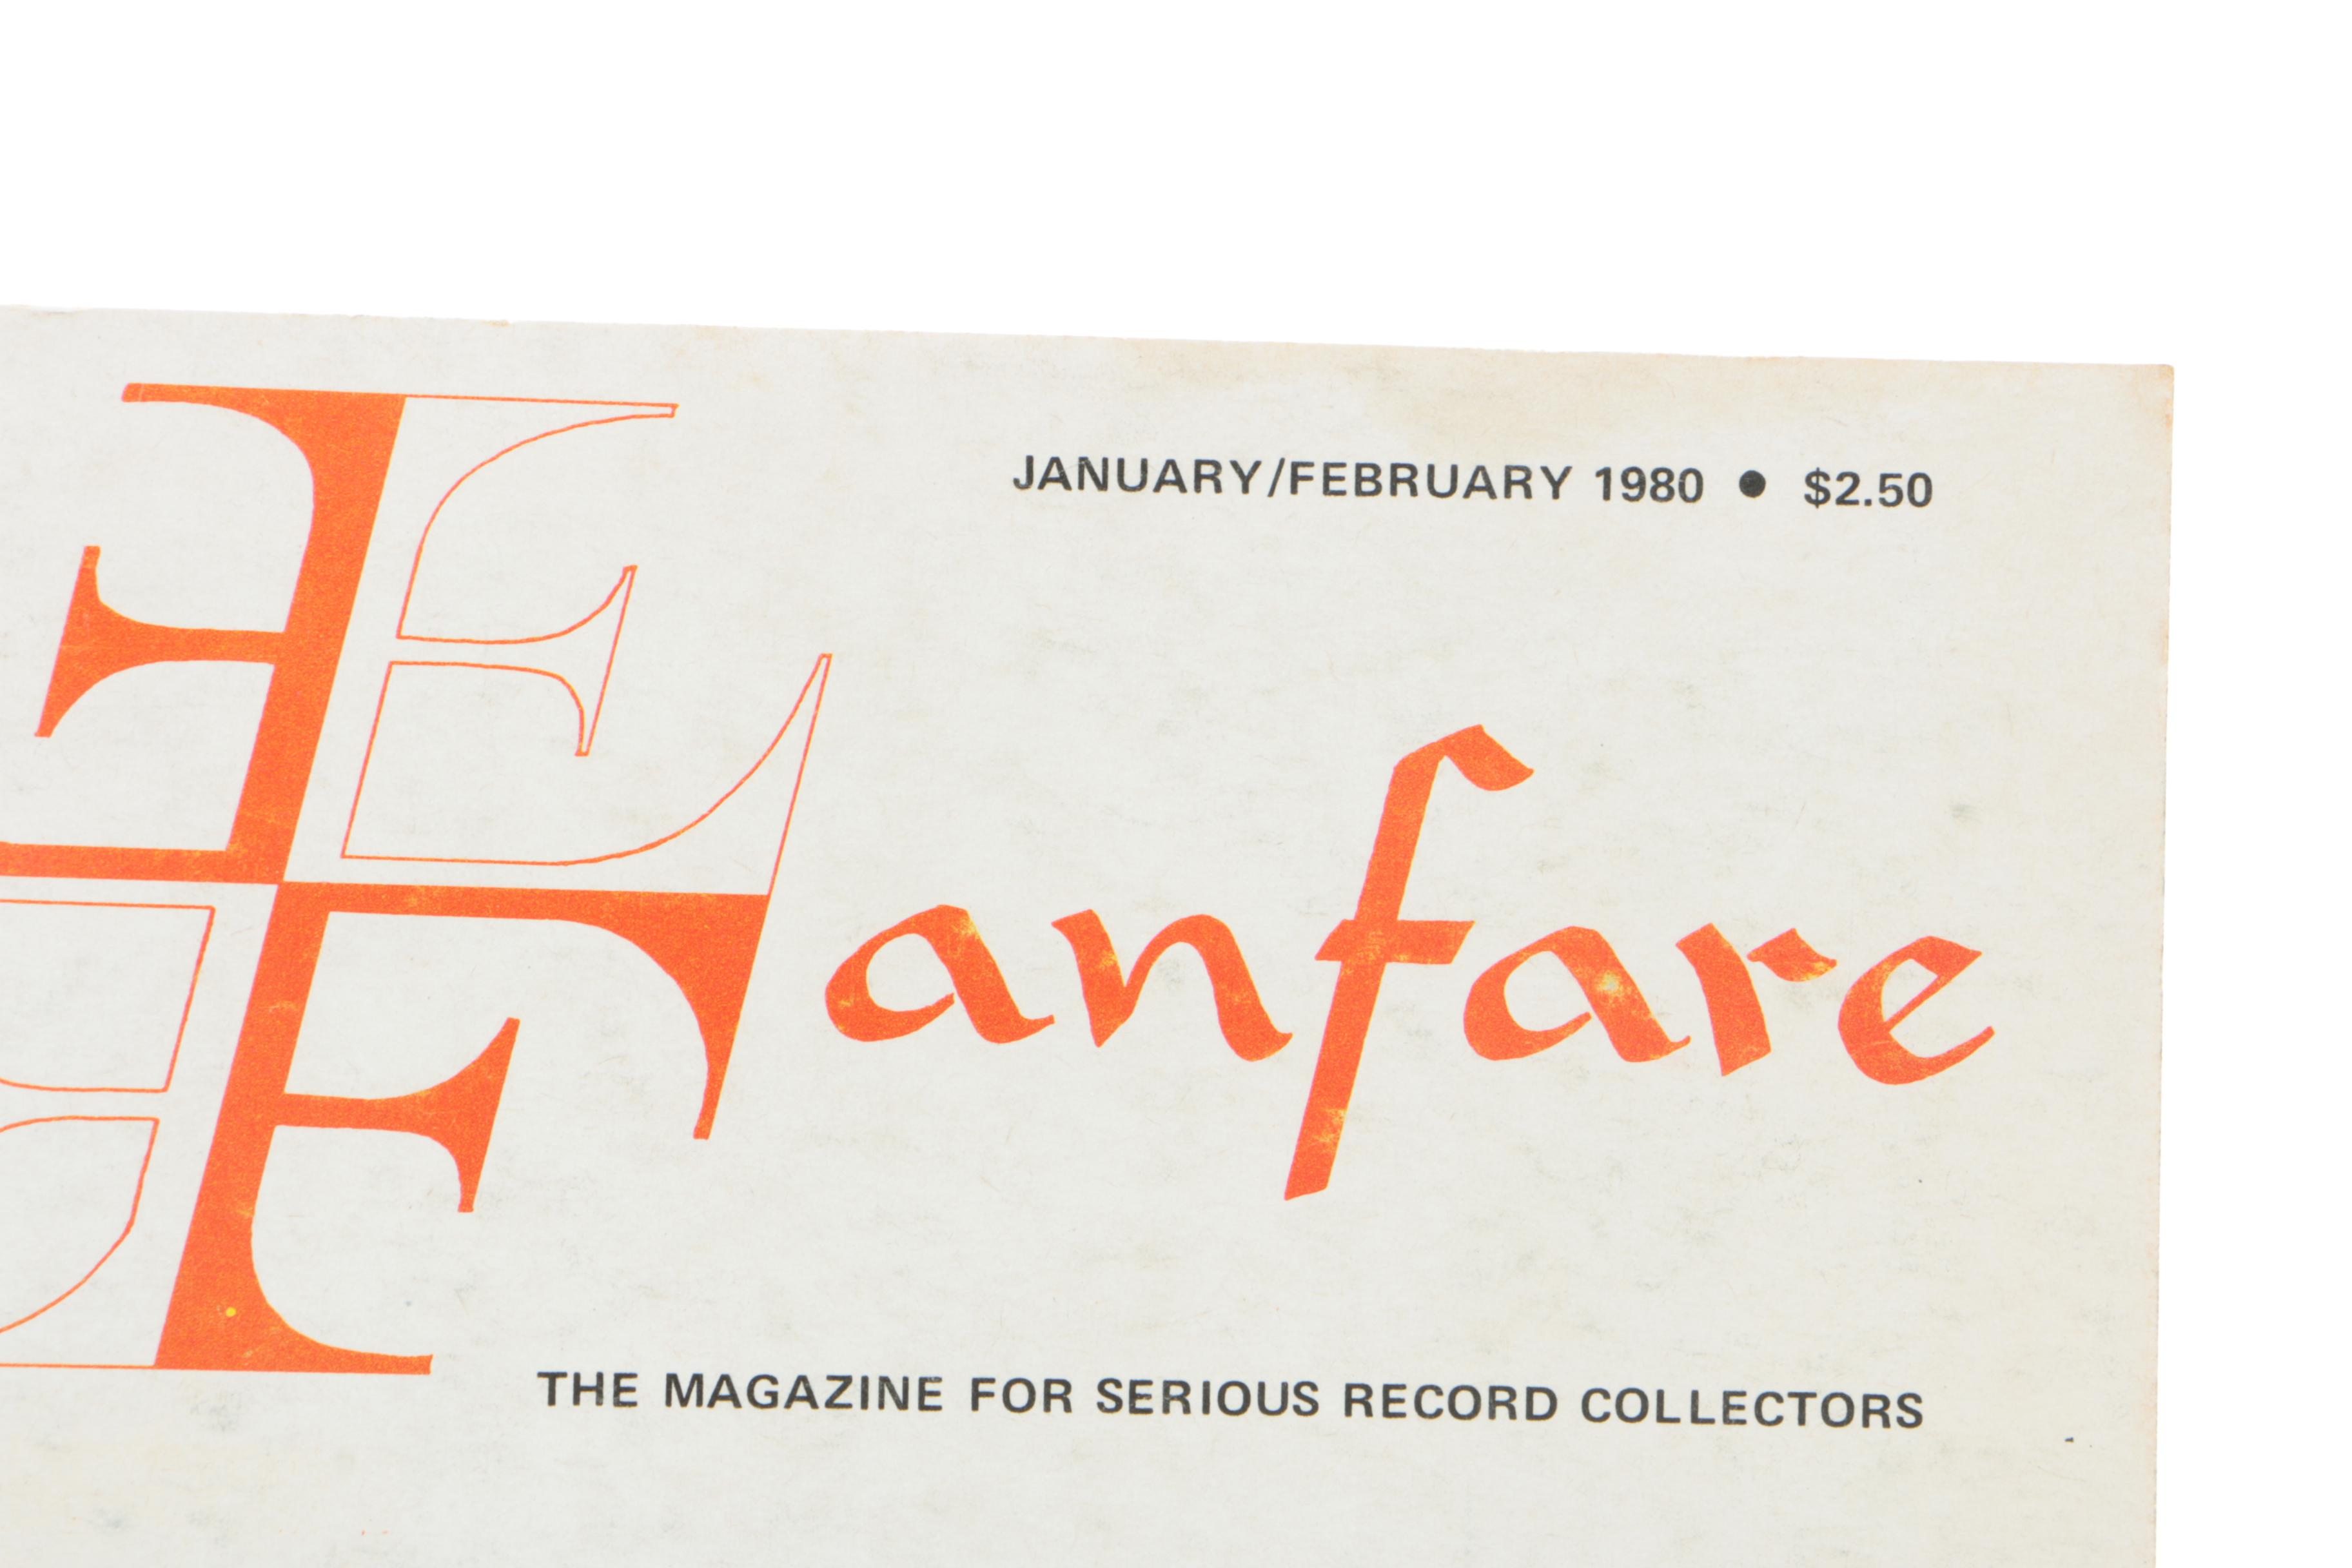 JANUARY/FEBRUARY 1980 ● $2.50
Fanfare
THE MAGAZINE FOR SERIOUS RECORD COLLECTORS